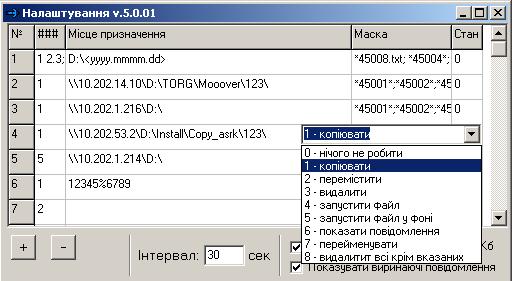 Налаштування v.5.0.01
№ ### Місце призначення Маска Стан
1 1 2.3; D:\<yyyy.mmmm.dd> *45008.txt; *45004*; 0
2 1 \\10.202.14.10\D:\TORG\Mooover\123\ *45001*;*45002*;*45 0
3 1 \\10.202.1.216\D:\ *45001*;*45002*;*45 0
4 1 \\10.202.53.2\D:\Install\Copy_asrk\123\ 1 - копіювати
0 - нічого не робити
1 - копіювати
5 5 \\10.202.1.214\D:\
2 - перемістити
3 - видалити
6 1 12345%6789
4 - запустити файл
5 - запустити файл у фоні
7 2
6 - показати повідомлення
7 - перейменувати
+ - Кб
8 - видалитит всі крім вказаних
Інтервал: 30 сек
Показувати виринаючі повідомлення